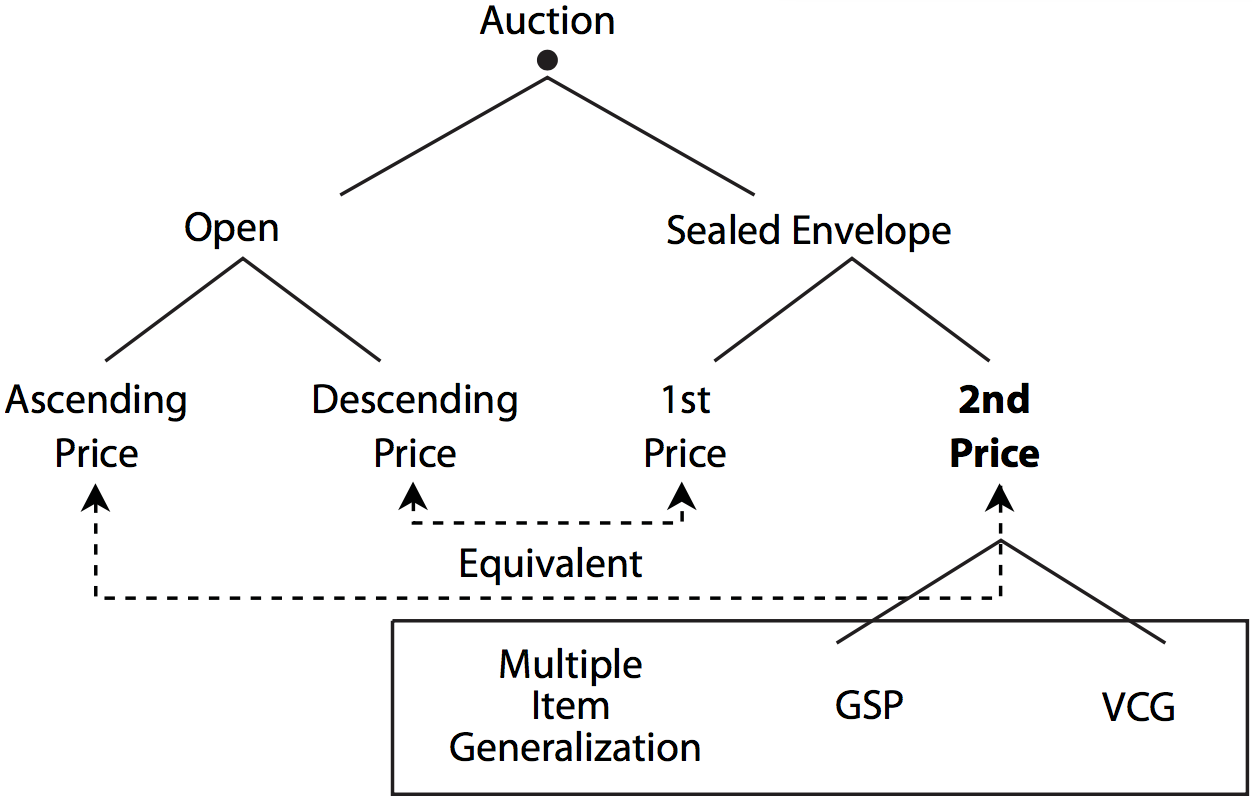 Auction
Open
Sealed Envelope
Ascending
Price
Descending
Price
1st
Price
2nd
Price
Equivalent
Multiple
Item
Generalization
GSP
VCG